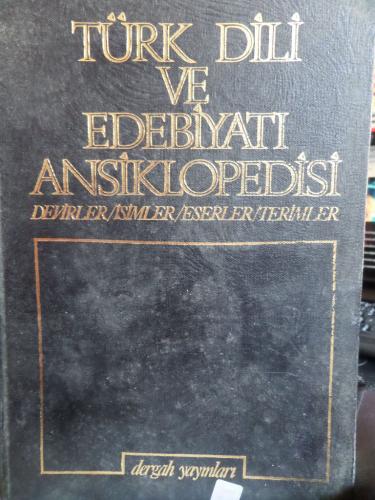 TÜRK DİLİ
VE
EDEBİYATI
ANSİKLOPEDİSİ
DEVİRLER/İSİMLER/ESERLER/TERİMLER
dergah yayınları